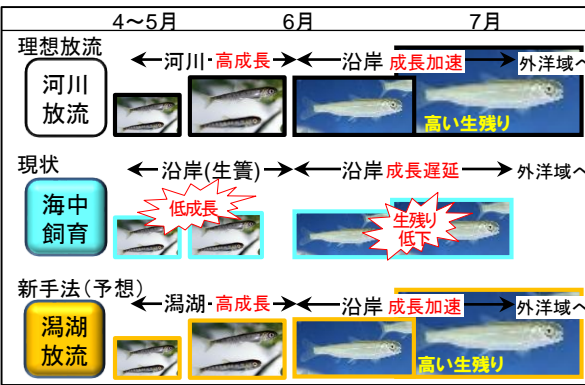 4～5月 6月 7月
理想放流
河川
放流
河川・高成長
沿岸 成長加速
外洋域へ
高い生残り
現状
海中
飼育
沿岸(生簀)
沿岸 成長遅延
外洋域へ
低成長
生残り
低下
新手法(予想)
潟湖
放流
潟湖・高成長
沿岸 成長加速
外洋域へ
高い生残り